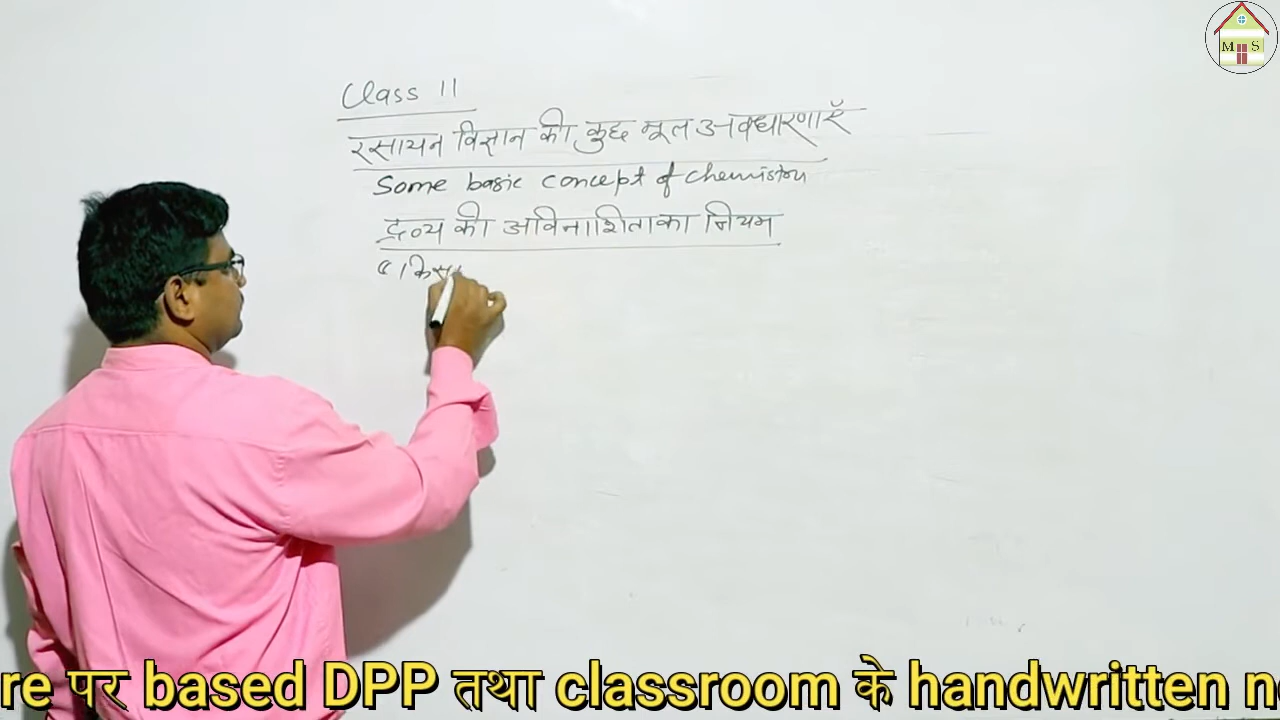 M S
Class 11
रसायन विज्ञान की कुछ मूल अवधारणाएँ
Some basic concept of chemistry
द्रव्य की अविनाशिता का नियम
"किसी
re पर based DPP तथा classroom के handwritten n